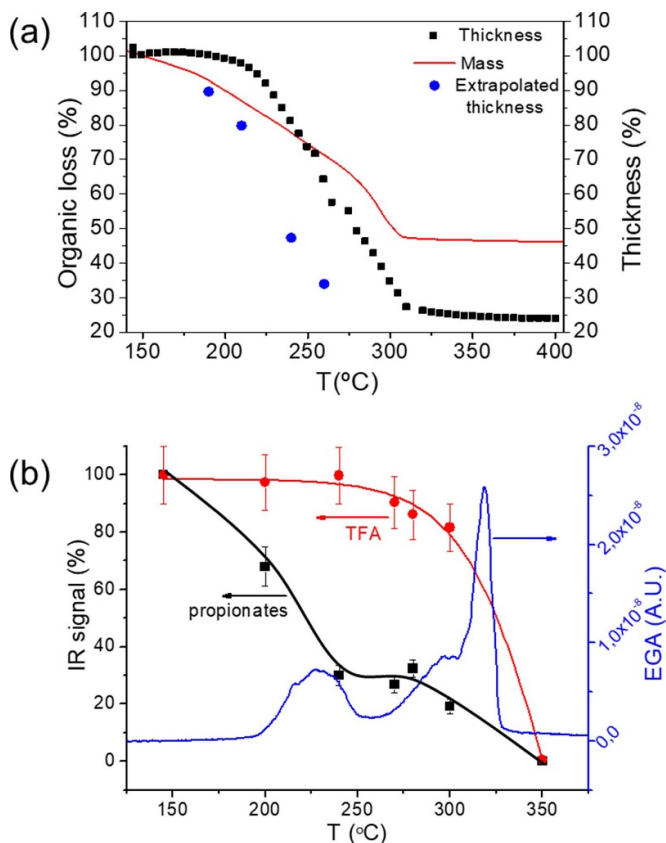 (a)
110
100
90
80
70
60
50
40
30
20
Organic loss (%)
Thickness
Mass
Extrapolated
thickness
110
100
90
80
70
60
50
40
30
20
Thickness (%)
150 200 250 300 350 400
T(ºC)
(b)
100
80
60
40
20
0
IR signal (%)
TFA
propionates
3,0x10⁻⁸
2,0x10⁻⁸
1,0x10⁻⁸
0,0
EGA (A.U.)
150 200 250 300 350
T (ºC)